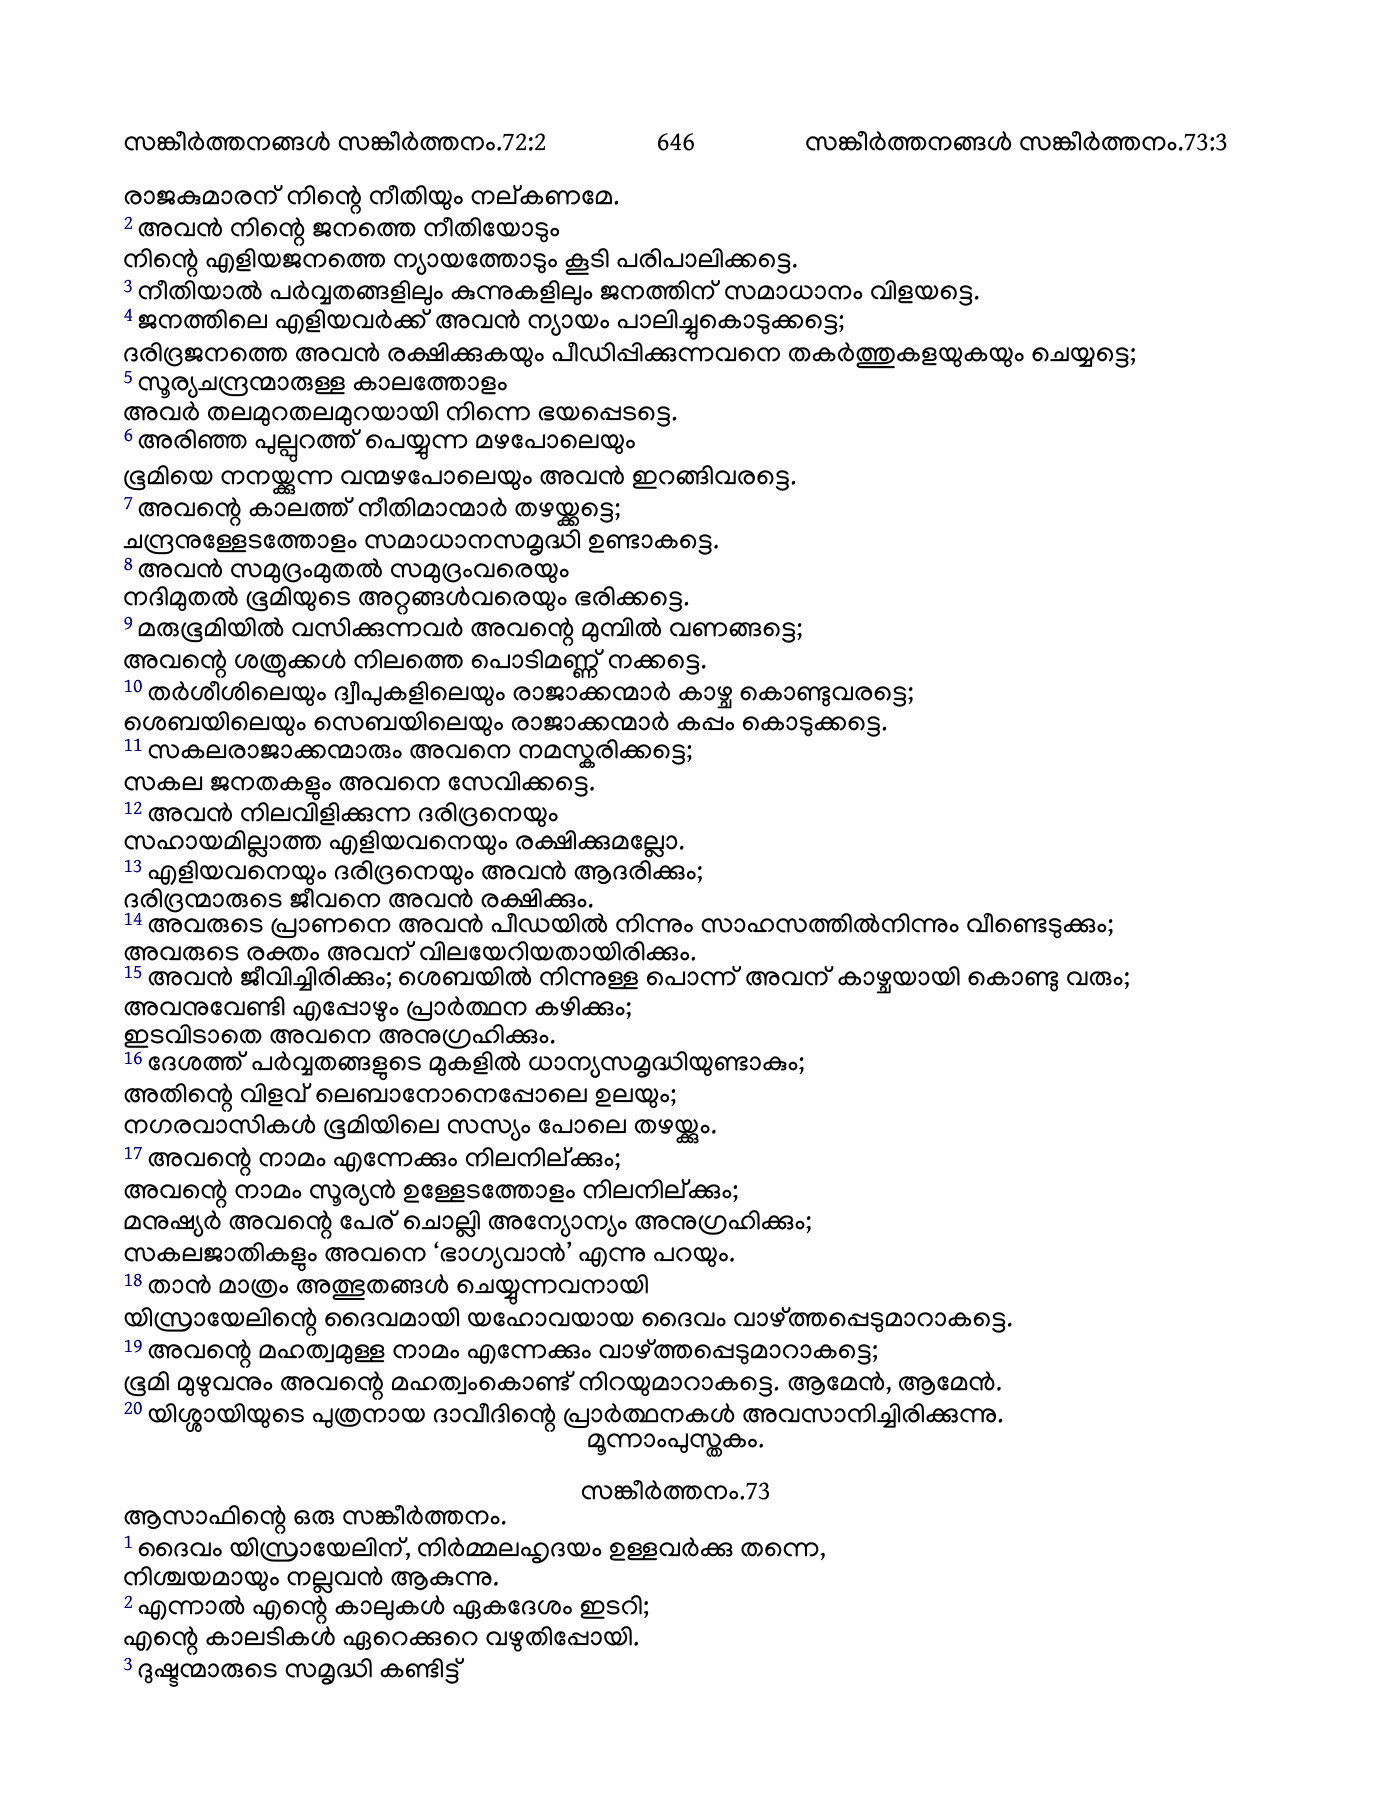 സങ്കീർത്തനങ്ങൾ സങ്കീർത്തനം.72:2 646 സങ്കീർത്തനങ്ങൾ സങ്കീർത്തനം.73:3
രാജകുമാരന് നിന്റെ നീതിയും നല്കണമേ.
2 അവൻ നിന്റെ ജനത്തെ നീതിയോടും
നിന്റെ എളിയജനത്തെ ന്യായത്തോടും കൂടി പരിപാലിക്കട്ടെ.
3 നീതിയാൽ പർവ്വതങ്ങളിലും കുന്നുകളിലും ജനത്തിന് സമാധാനം വിളയട്ടെ.
4 ജനത്തിലെ എളിയവർക്ക് അവൻ ന്യായം പാലിച്ചുകൊടുക്കട്ടെ;
ദരിദ്രജനത്തെ അവൻ രക്ഷിക്കുകയും പീഡിപ്പിക്കുന്നവനെ തകർത്തുകളയുകയും ചെയ്യട്ടെ;
5 സൂര്യചന്ദ്രന്മാരുള്ള കാലത്തോളം
അവർ തലമുറതലമുറയായി നിന്നെ ഭയപ്പെടട്ടെ.
6 അരിഞ്ഞ പുല്പുറത്ത് പെയ്യുന്ന മഴപോലെയും
ഭൂമിയെ നനയ്ക്കുന്ന വന്മഴപോലെയും അവൻ ഇറങ്ങിവരട്ടെ.
7 അവന്റെ കാലത്ത് നീതിമാന്മാർ തഴയ്ക്കട്ടെ;
ചന്ദ്രനുള്ളേടത്തോളം സമാധാനസമൃദ്ധി ഉണ്ടാകട്ടെ.
8 അവൻ സമുദ്രംമുതൽ സമുദ്രംവരെയും
നദിമുതൽ ഭൂമിയുടെ അറ്റങ്ങൾവരെയും ഭരിക്കട്ടെ.
9 മരുഭൂമിയിൽ വസിക്കുന്നവർ അവന്റെ മുമ്പിൽ വണങ്ങട്ടെ;
അവന്റെ ശത്രുക്കൾ നിലത്തെ പൊടിമണ്ണ് നക്കട്ടെ.
10 തർശീശിലെയും ദ്വീപുകളിലെയും രാജാക്കന്മാർ കാഴ്ച കൊണ്ടുവരട്ടെ;
ശെബയിലെയും സെബയിലെയും രാജാക്കന്മാർ കപ്പം കൊടുക്കട്ടെ.
11 സകലരാജാക്കന്മാരും അവനെ നമസ്കരിക്കട്ടെ;
സകല ജനതകളും അവനെ സേവിക്കട്ടെ.
12 അവൻ നിലവിളിക്കുന്ന ദരിദ്രനെയും
സഹായമില്ലാത്ത എളിയവനെയും രക്ഷിക്കുമല്ലോ.
13 എളിയവനെയും ദരിദ്രനെയും അവൻ ആദരിക്കും;
ദരിദ്രന്മാരുടെ ജീവനെ അവൻ രക്ഷിക്കും.
14 അവരുടെ പ്രാണനെ അവൻ പീഡയിൽ നിന്നും സാഹസത്തിൽനിന്നും വീണ്ടെടുക്കും;
അവരുടെ രക്തം അവന് വിലയേറിയതായിരിക്കും.
15 അവൻ ജീവിച്ചിരിക്കും; ശെബയിൽ നിന്നുള്ള പൊന്ന് അവന് കാഴ്ചയായി കൊണ്ടു വരും;
അവനുവേണ്ടി എപ്പോഴും പ്രാർത്ഥന കഴിക്കും;
ഇടവിടാതെ അവനെ അനുഗ്രഹിക്കും.
16 ദേശത്ത് പർവ്വതങ്ങളുടെ മുകളിൽ ധാന്യസമൃദ്ധിയുണ്ടാകും;
അതിന്റെ വിളവ് ലെബാനോനെപ്പോലെ ഉലയും;
നഗരവാസികൾ ഭൂമിയിലെ സസ്യം പോലെ തഴയ്ക്കും.
17 അവന്റെ നാമം എന്നേക്കും നിലനില്ക്കും;
അവന്റെ നാമം സൂര്യൻ ഉള്ളേടത്തോളം നിലനില്ക്കും;
മനുഷ്യർ അവന്റെ പേര് ചൊല്ലി അന്യോന്യം അനുഗ്രഹിക്കും;
സകലജാതികളും അവനെ ‘ഭാഗ്യവാൻ’ എന്നു പറയും.
18 താൻ മാത്രം അത്ഭുതങ്ങൾ ചെയ്യുന്നവനായി
യിസ്രായേലിന്റെ ദൈവമായി യഹോവയായ ദൈവം വാഴ്ത്തപ്പെടുമാറാകട്ടെ.
19 അവന്റെ മഹത്വമുള്ള നാമം എന്നേക്കും വാഴ്ത്തപ്പെടുമാറാകട്ടെ;
ഭൂമി മുഴുവനും അവന്റെ മഹത്വംകൊണ്ട് നിറയുമാറാകട്ടെ. ആമേൻ, ആമേൻ.
20 യിശ്ശായിയുടെ പുത്രനായ ദാവീദിന്റെ പ്രാർത്ഥനകൾ അവസാനിച്ചിരിക്കുന്നു.
മൂന്നാംപുസ്തകം.
സങ്കീർത്തനം.73
ആസാഫിന്റെ ഒരു സങ്കീർത്തനം.
1 ദൈവം യിസ്രായേലിന്, നിർമ്മലഹൃദയം ഉള്ളവർക്കു തന്നെ,
നിശ്ചയമായും നല്ലവൻ ആകുന്നു.
2 എന്നാൽ എന്റെ കാലുകൾ ഏകദേശം ഇടറി;
എന്റെ കാലടികൾ ഏറെക്കുറെ വഴുതിപ്പോയി.
3 ദുഷ്ടന്മാരുടെ സമൃദ്ധി കണ്ടിട്ട്